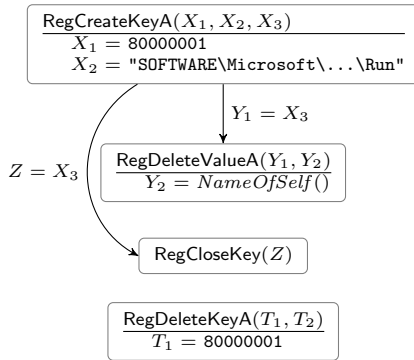 RegCreateKeyA(X₁, X₂, X₃)
X₁ = 80000001
X₂ = "SOFTWARE\Microsoft\...\Run"
Y₁ = X₃
RegDeleteValueA(Y₁, Y₂)
Y₂ = NameOfSelf()
Z = X₃
RegCloseKey(Z)
RegDeleteKeyA(T₁, T₂)
T₁ = 80000001